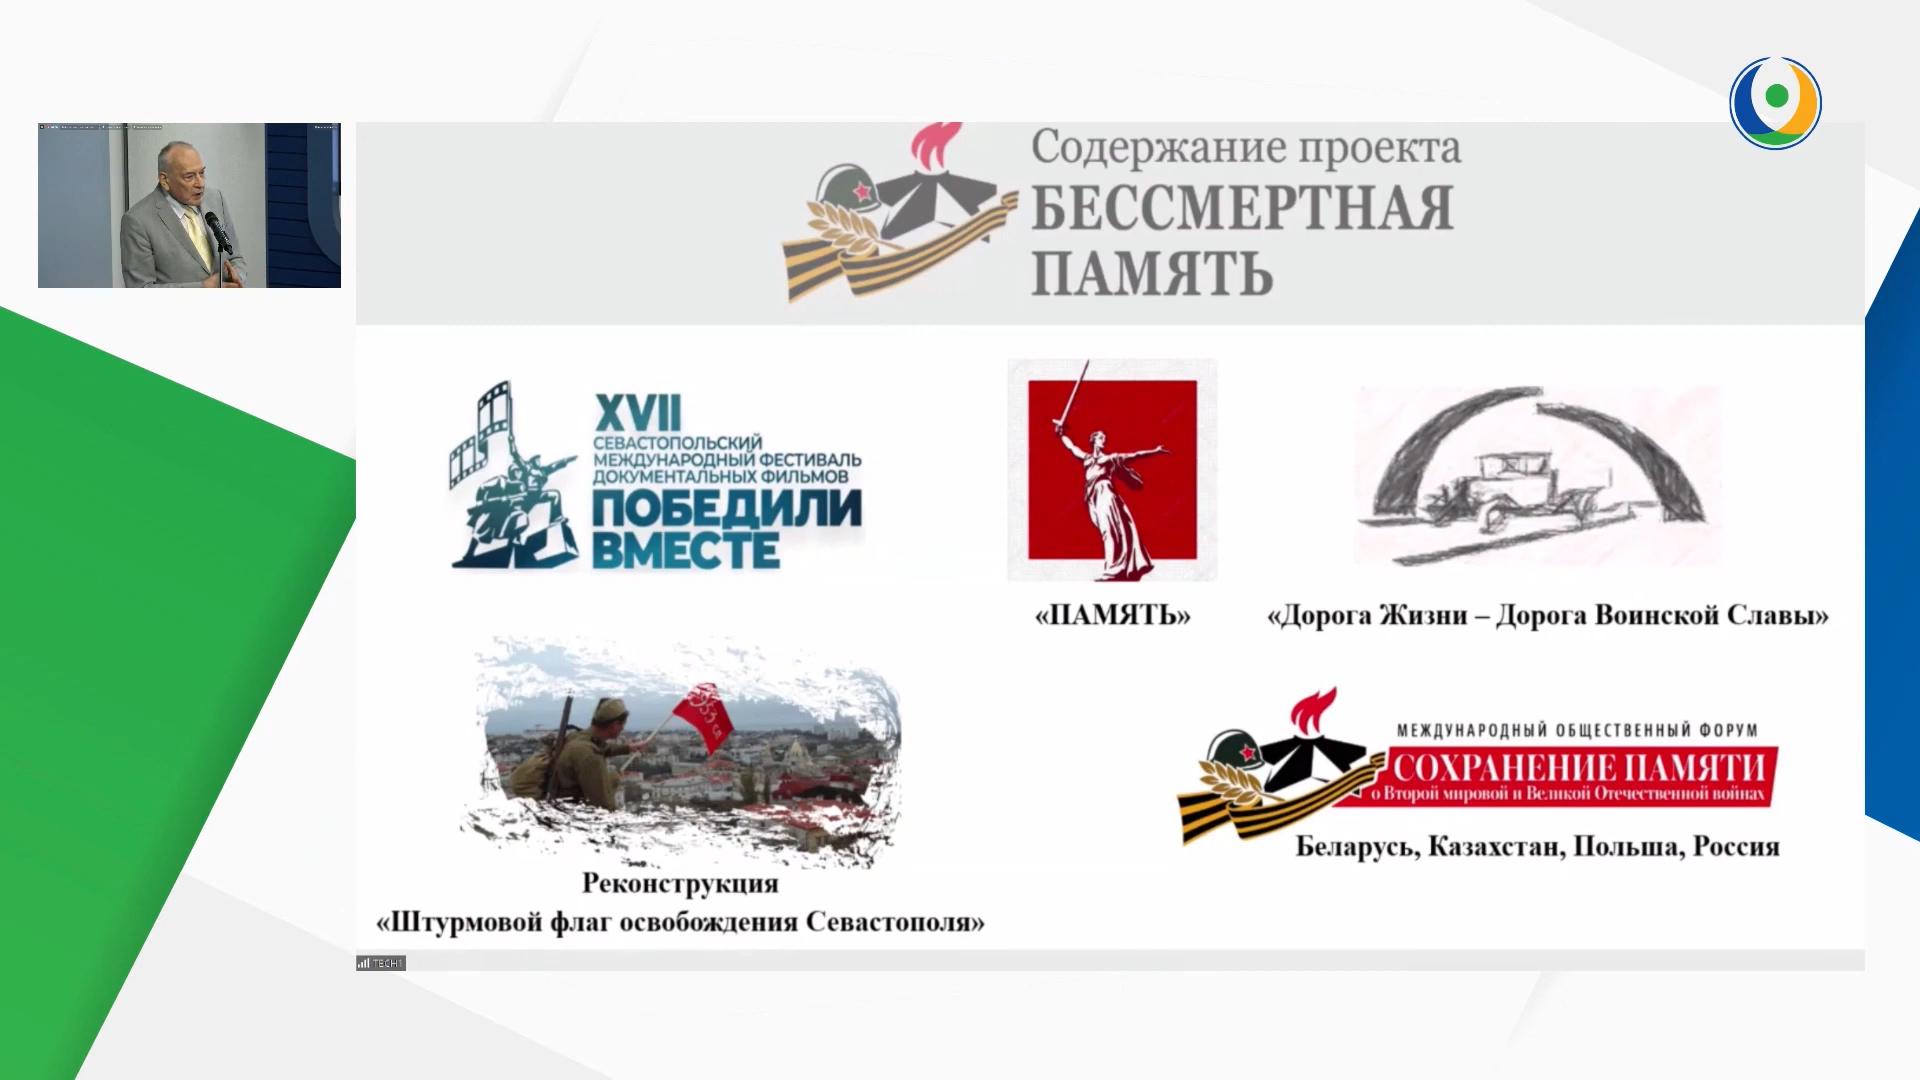 Содержание проекта
БЕССМЕРТНАЯ
ПАМЯТЬ
XVII
СЕВАСТОПОЛЬСКИЙ
МЕЖДУНАРОДНЫЙ ФЕСТИВАЛЬ
ДОКУМЕНТАЛЬНЫХ ФИЛЬМОВ
ПОБЕДИЛИ
ВМЕСТЕ
«ПАМЯТЬ»
«Дорога Жизни – Дорога Воинской Славы»
Реконструкция
«Штурмовой флаг освобождения Севастополя»
МЕЖДУНАРОДНЫЙ ОБЩЕСТВЕННЫЙ ФОРУМ
СОХРАНЕНИЕ ПАМЯТИ
о Второй мировой и Великой Отечественной войнах
Беларусь, Казахстан, Польша, Россия
TECH1